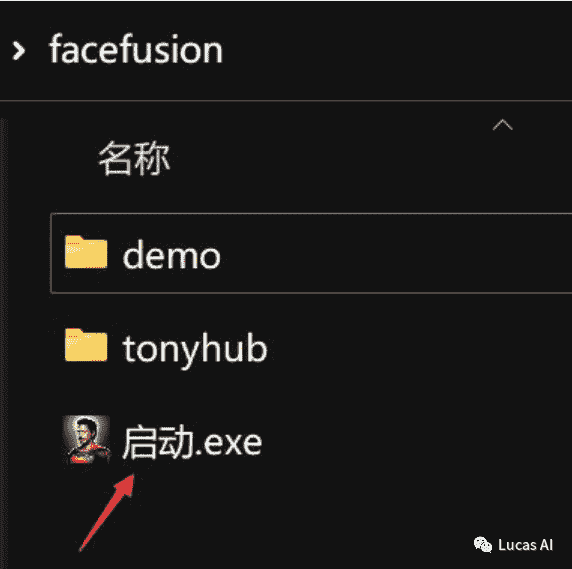 facefusion
名称
demo
tonyhub
启动.exe
Lucas AI